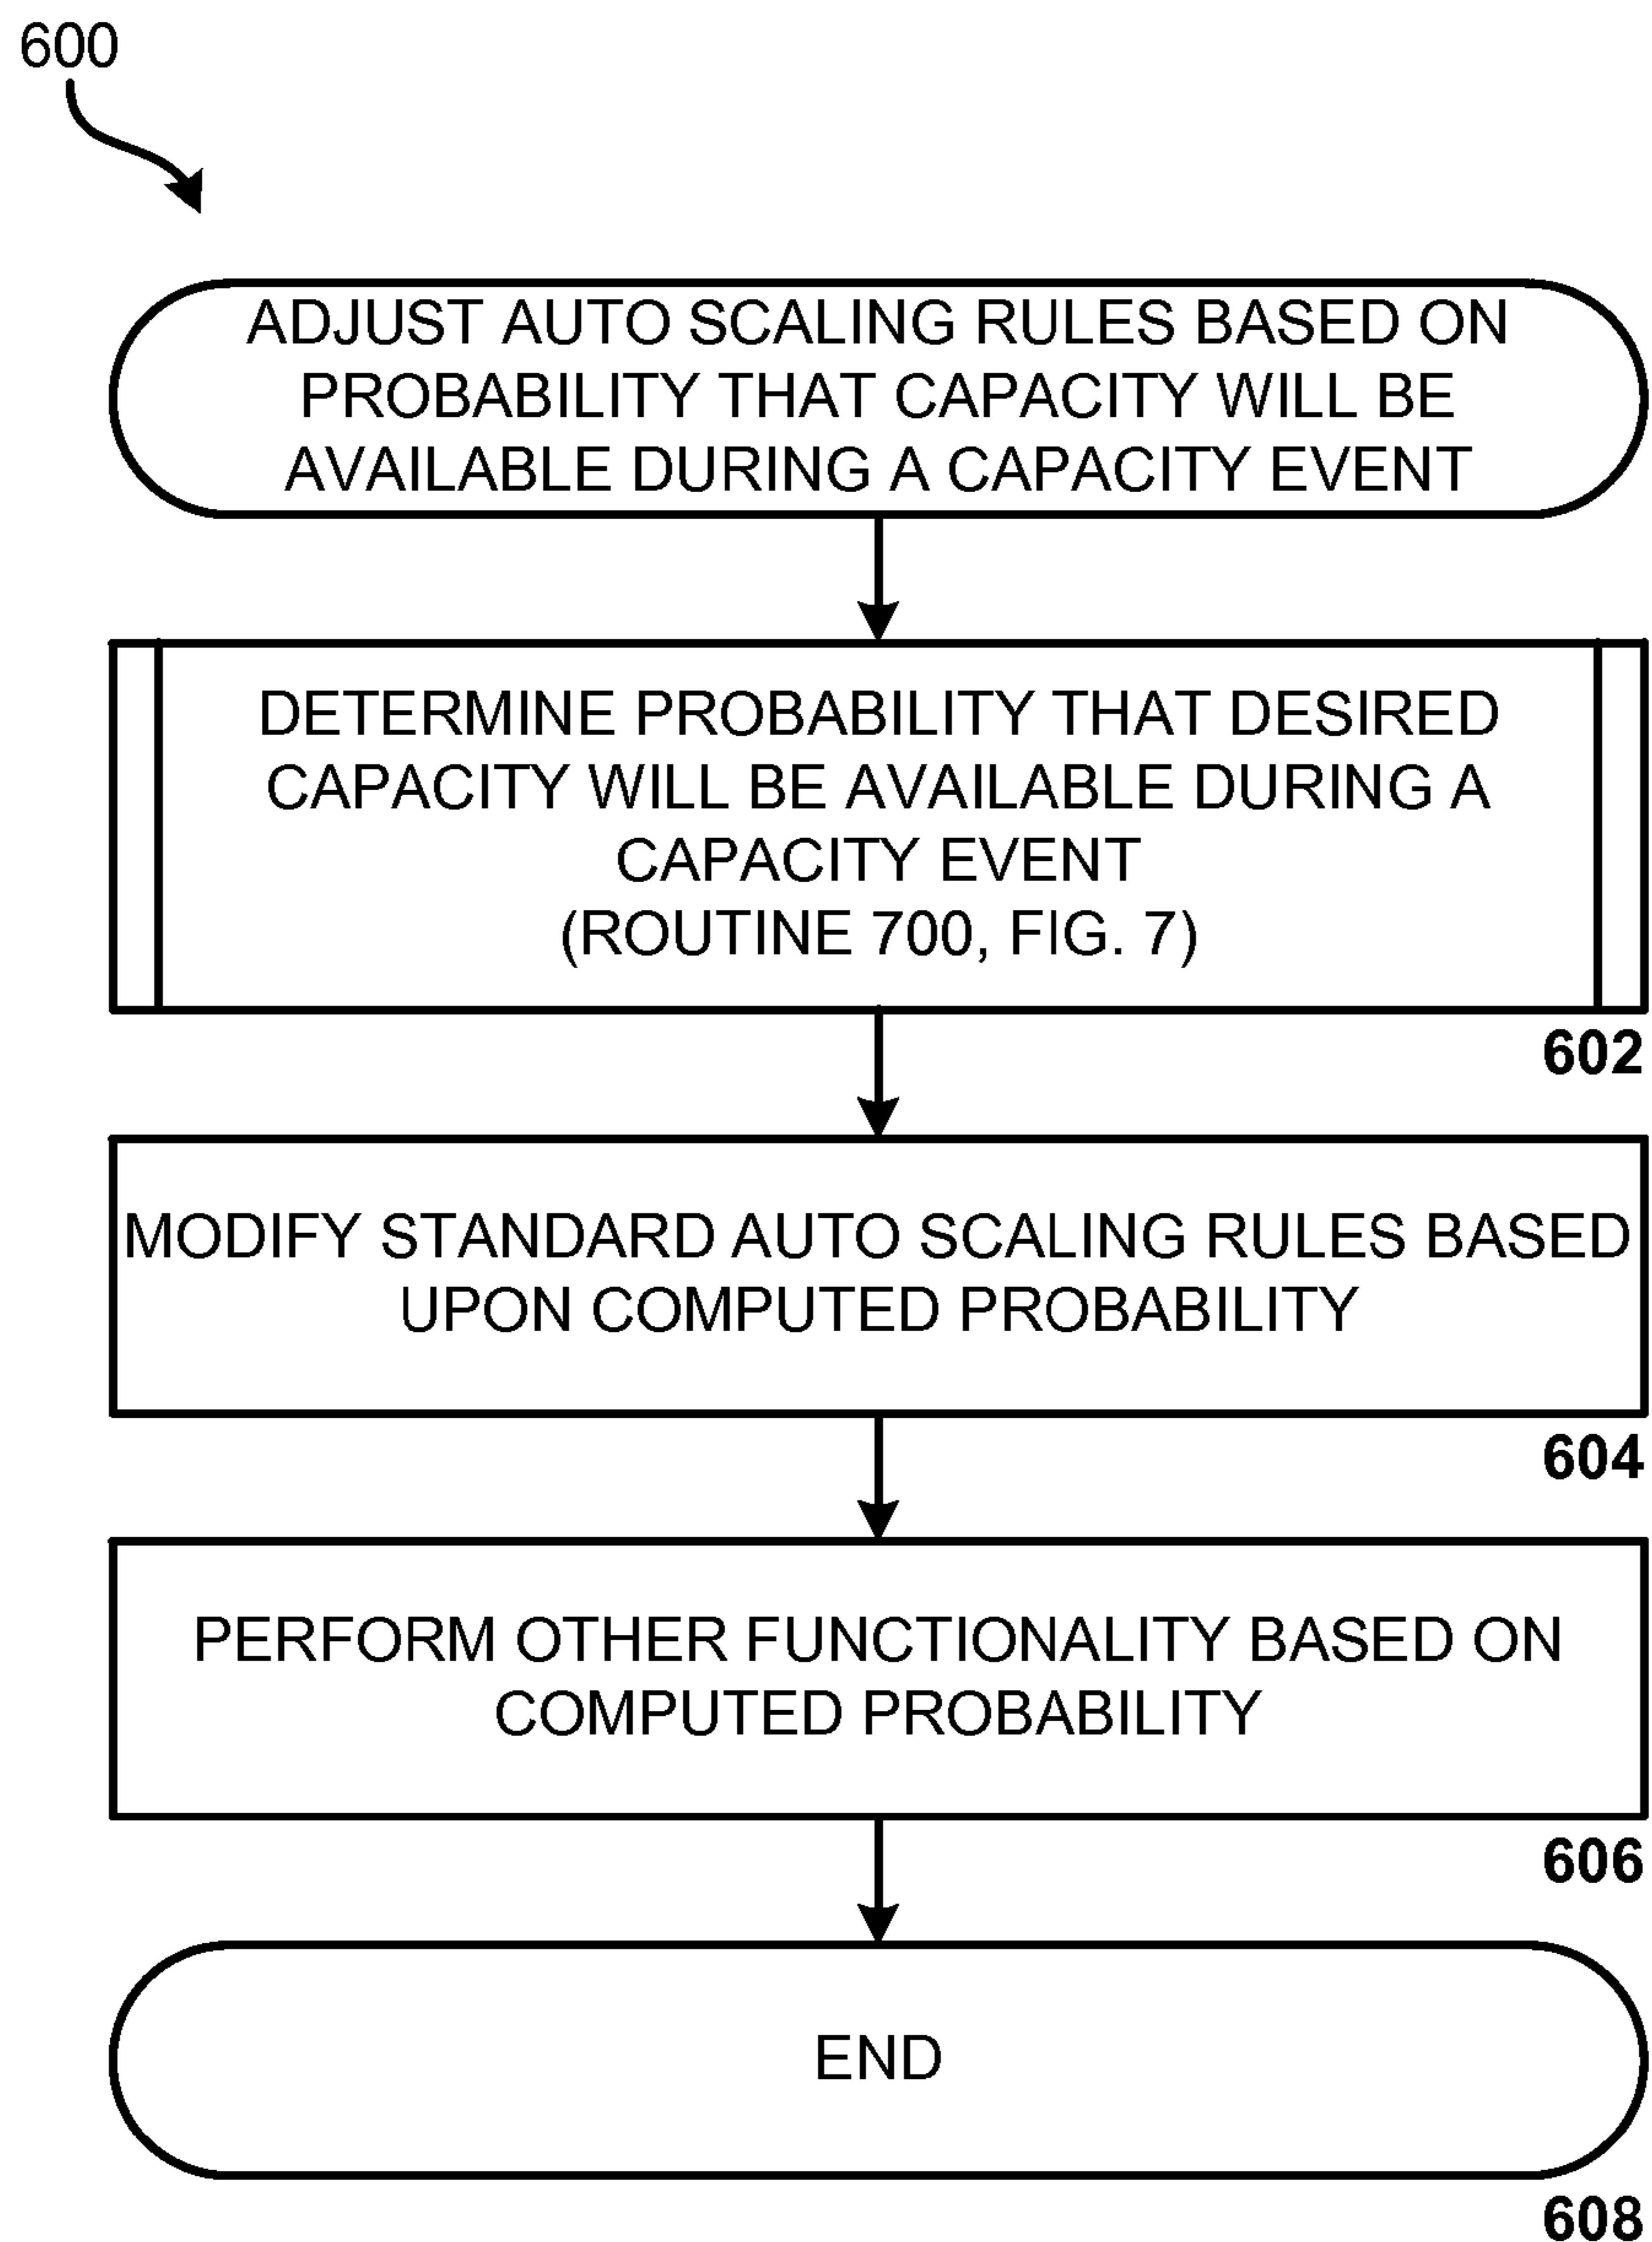 600
ADJUST AUTO SCALING RULES BASED ON
PROBABILITY THAT CAPACITY WILL BE
AVAILABLE DURING A CAPACITY EVENT
DETERMINE PROBABILITY THAT DESIRED
CAPACITY WILL BE AVAILABLE DURING A
CAPACITY EVENT
(ROUTINE 700, FIG. 7)
602
MODIFY STANDARD AUTO SCALING RULES BASED
UPON COMPUTED PROBABILITY
604
PERFORM OTHER FUNCTIONALITY BASED ON
COMPUTED PROBABILITY
606
END
608